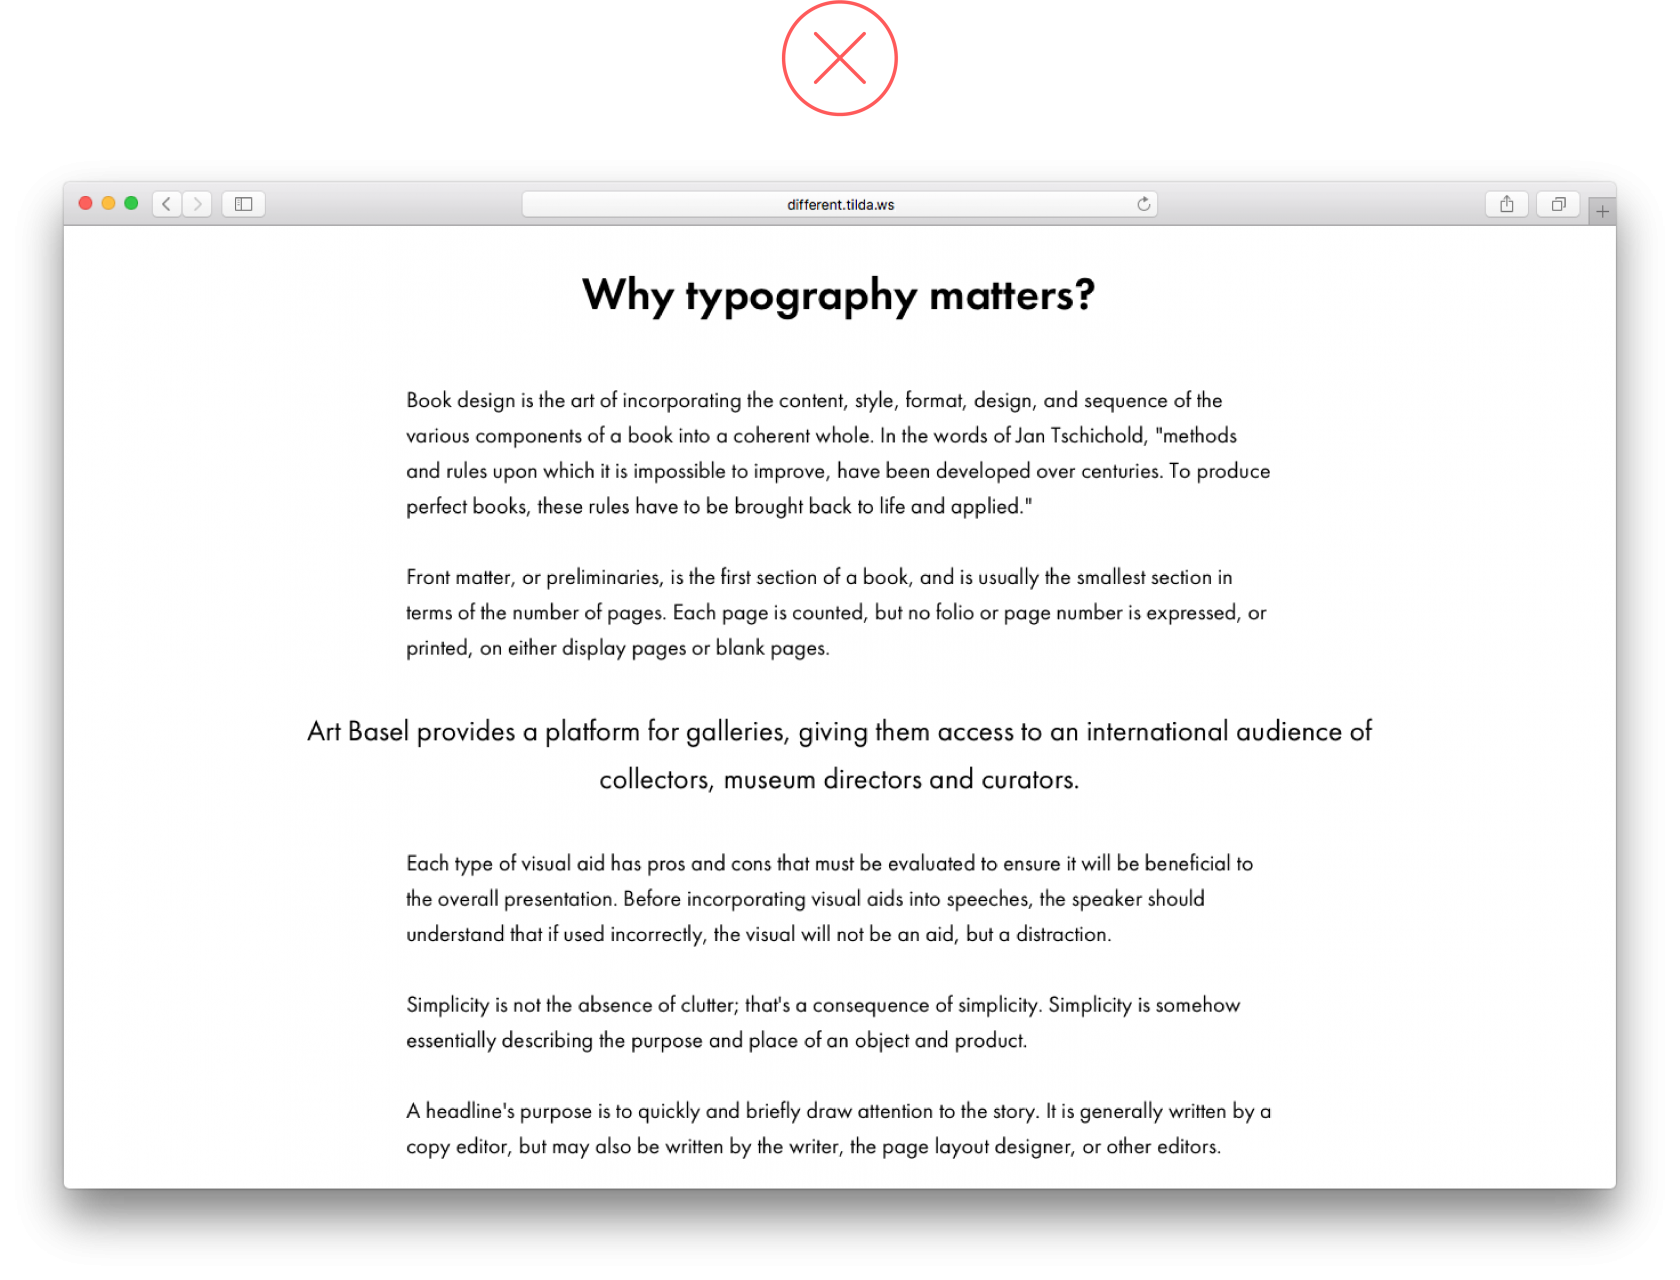 different.tilda.ws
Why typography matters?
Book design is the art of incorporating the content, style, format, design, and sequence of the
various components of a book into a coherent whole. In the words of Jan Tschichold, "methods
and rules upon which it is impossible to improve, have been developed over centuries. To produce
perfect books, these rules have to be brought back to life and applied."
Front matter, or preliminaries, is the first section of a book, and is usually the smallest section in
terms of the number of pages. Each page is counted, but no folio or page number is expressed, or
printed, on either display pages or blank pages.
Art Basel provides a platform for galleries, giving them access to an international audience of
collectors, museum directors and curators.
Each type of visual aid has pros and cons that must be evaluated to ensure it will be beneficial to
the overall presentation. Before incorporating visual aids into speeches, the speaker should
understand that if used incorrectly, the visual will not be an aid, but a distraction.
Simplicity is not the absence of clutter; that's a consequence of simplicity. Simplicity is somehow
essentially describing the purpose and place of an object and product.
A headline's purpose is to quickly and briefly draw attention to the story. It is generally written by a
copy editor, but may also be written by the writer, the page layout designer, or other editors.